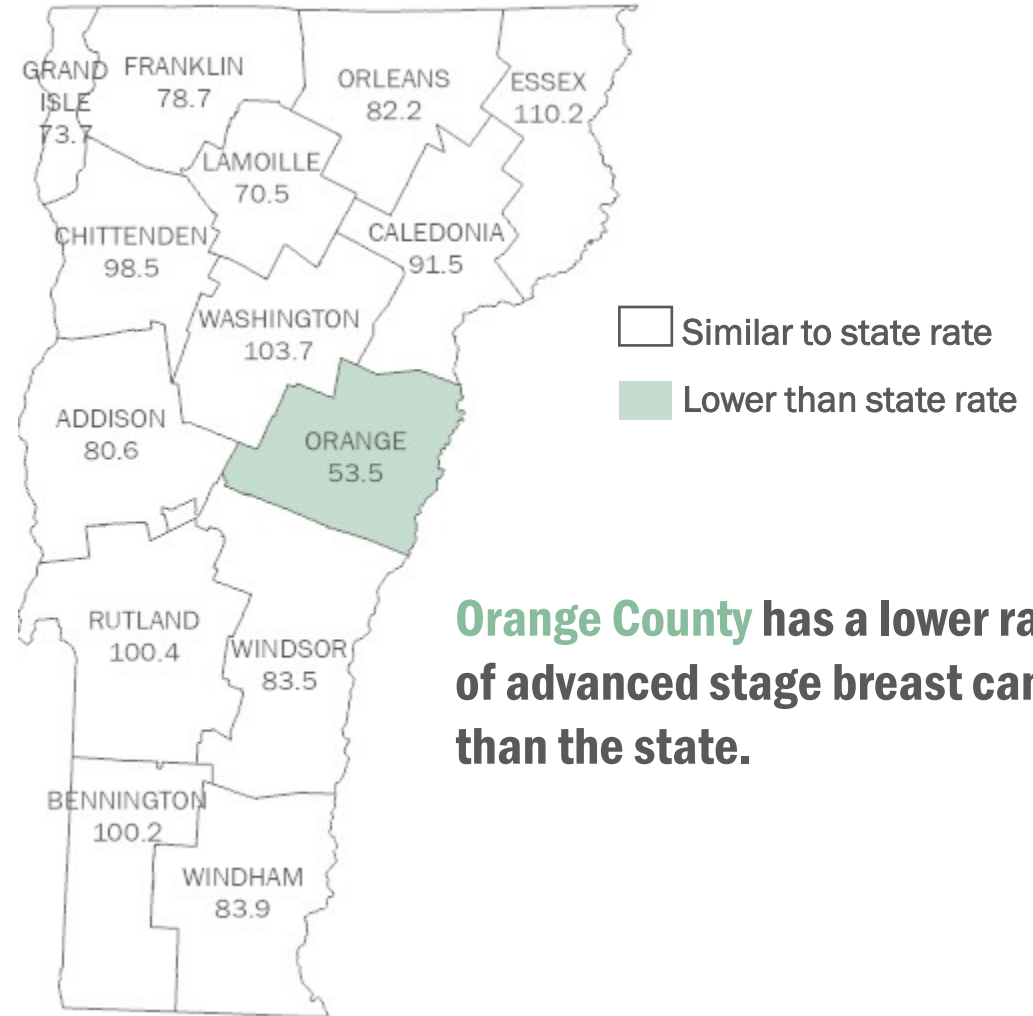 GRAND
ISLE
73.7
FRANKLIN
78.7
ORLEANS
82.2
ESSEX
110.2
LAMOILLE
70.5
CHITTENDEN
98.5
CALEDONIA
91.5
WASHINGTON
103.7
Similar to state rate
Lower than state rate
ADDISON
80.6
ORANGE
53.5
RUTLAND
100.4
WINDSOR
83.5
Orange County has a lower ra
of advanced stage breast can
than the state.
BENNINGTON
100.2
WINDHAM
83.9